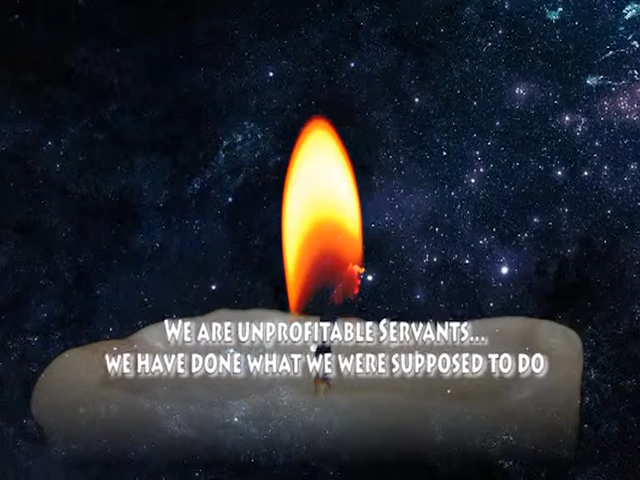 We are unprofitable Servants...
we have done what we were supposed to do